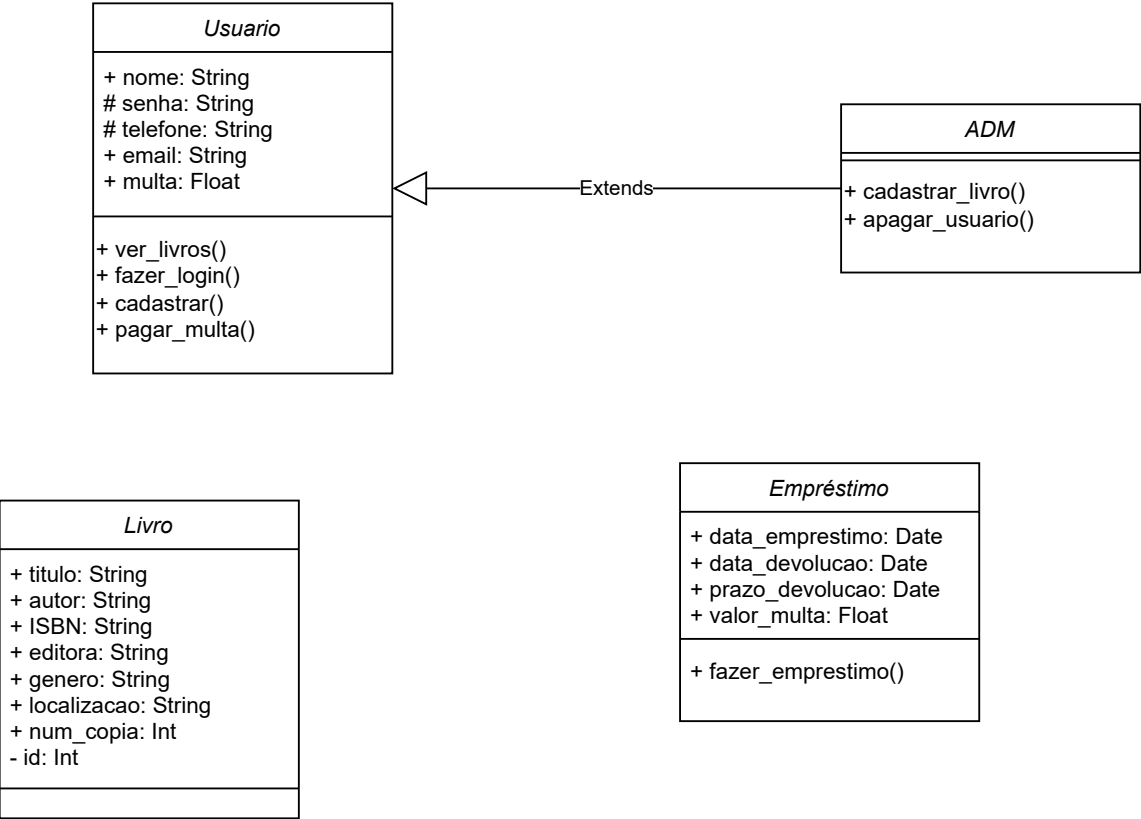 Usuario
+ nome: String
# senha: String
# telefone: String
+ email: String
+ multa: Float
+ ver_livros()
+ fazer_login()
+ cadastrar()
+ pagar_multa()
Extends
ADM
+ cadastrar_livro()
+ apagar_usuario()
Livro
+ titulo: String
+ autor: String
+ ISBN: String
+ editora: String
+ genero: String
+ localizacao: String
+ num_copia: Int
- id: Int
Empréstimo
+ data_emprestimo: Date
+ data_devolucao: Date
+ prazo_devolucao: Date
+ valor_multa: Float
+ fazer_emprestimo()